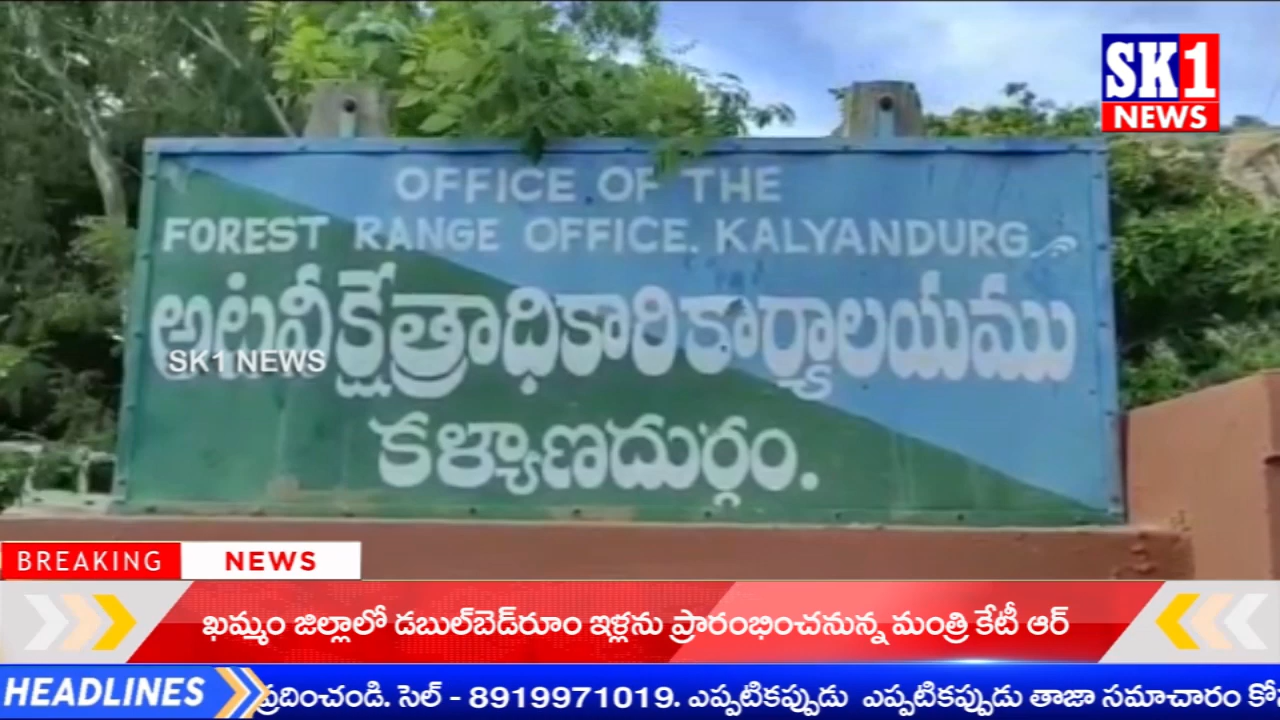 SK1
NEWS
OFFICE OF THE
FOREST RANGE OFFICE. KALYANDURG
అటవీక్షేత్రాధికారికార్యాలయము
SK1 NEWS
కళ్యాణదుర్గం.
BREAKING NEWS
ఖమ్మం జిల్లాలో డబుల్‌బెడ్‌రూం ఇళ్లను ప్రారంభించనున్న మంత్రి కేటీ ఆర్
HEADLINES ప్రదించండి. సెల్ - 8919971019. ఎప్పటికప్పుడు ఎప్పటికప్పుడు తాజా సమాచారం కో